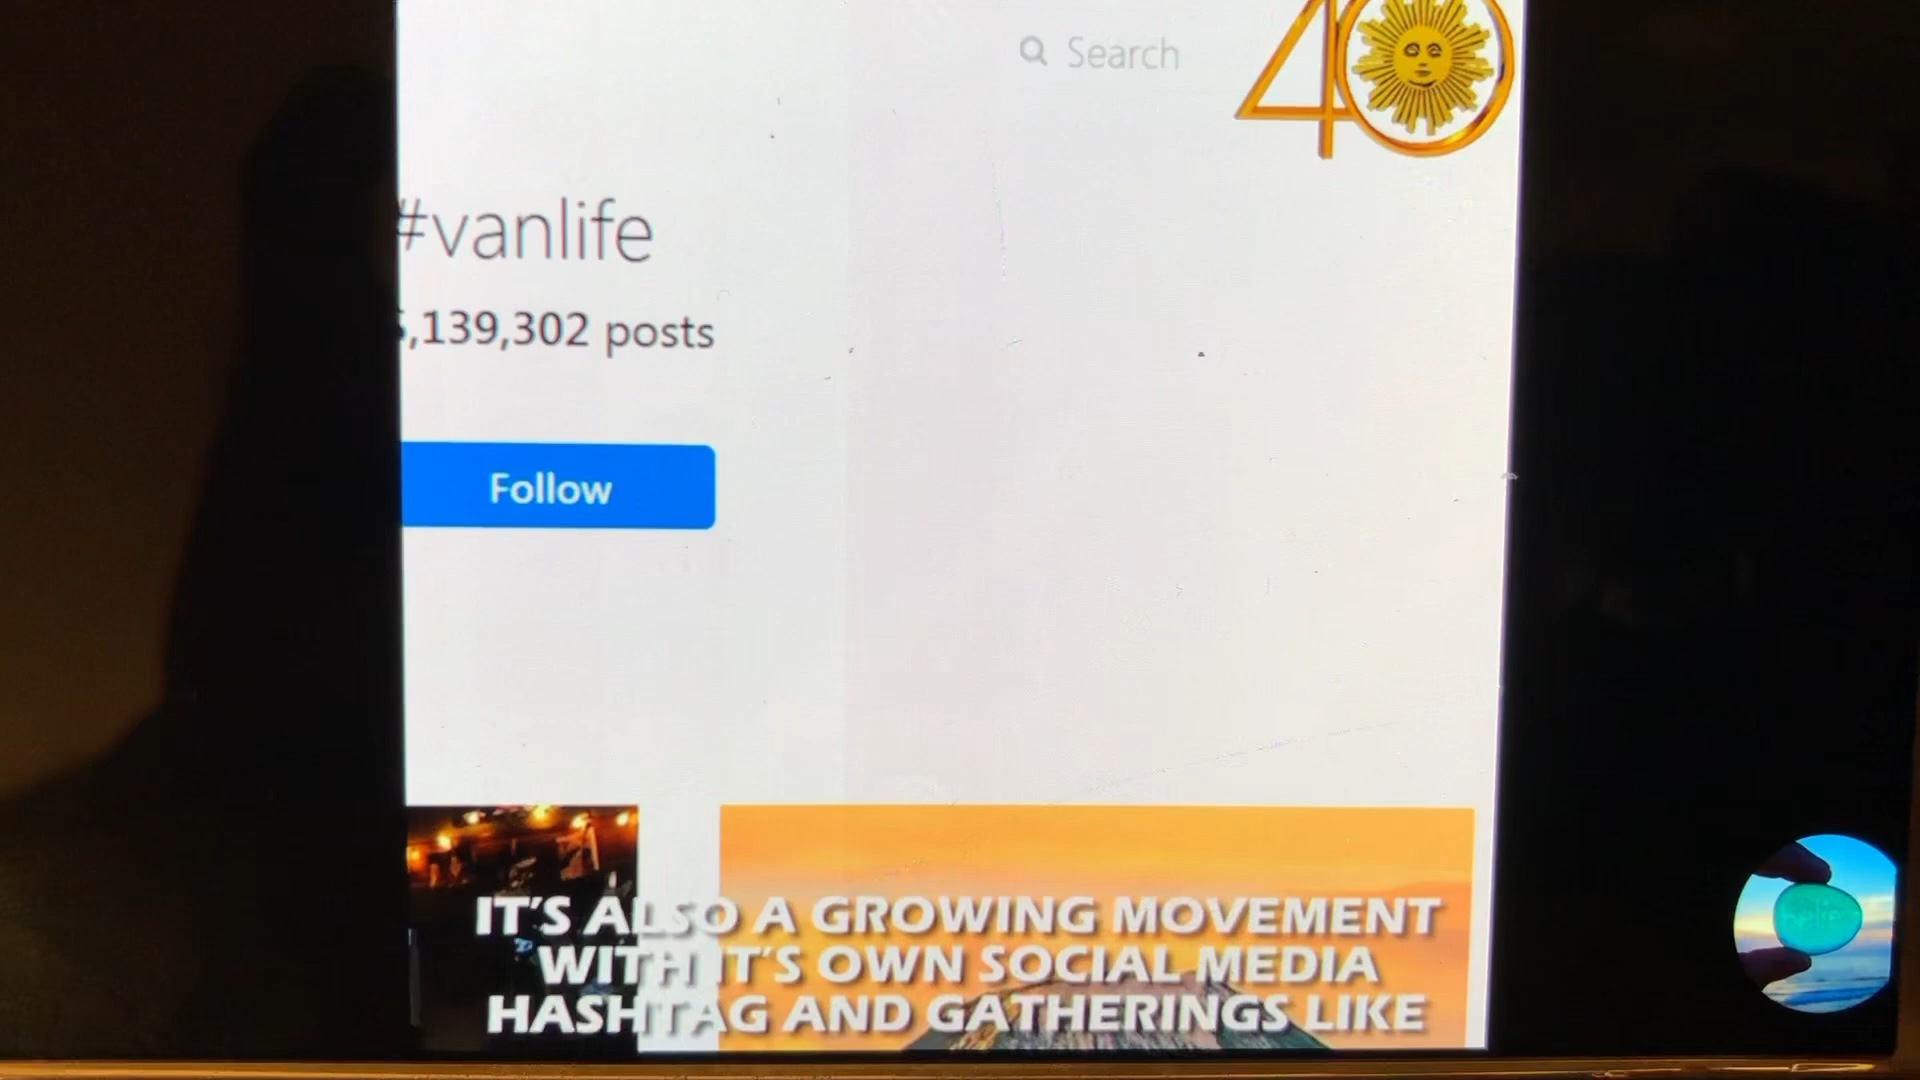 Search
40
#vanlife
,139,302 posts
Follow
IT'S ALSO A GROWING MOVEMENT
WITH IT'S OWN SOCIAL MEDIA
HASHTAG AND GATHERINGS LIKE